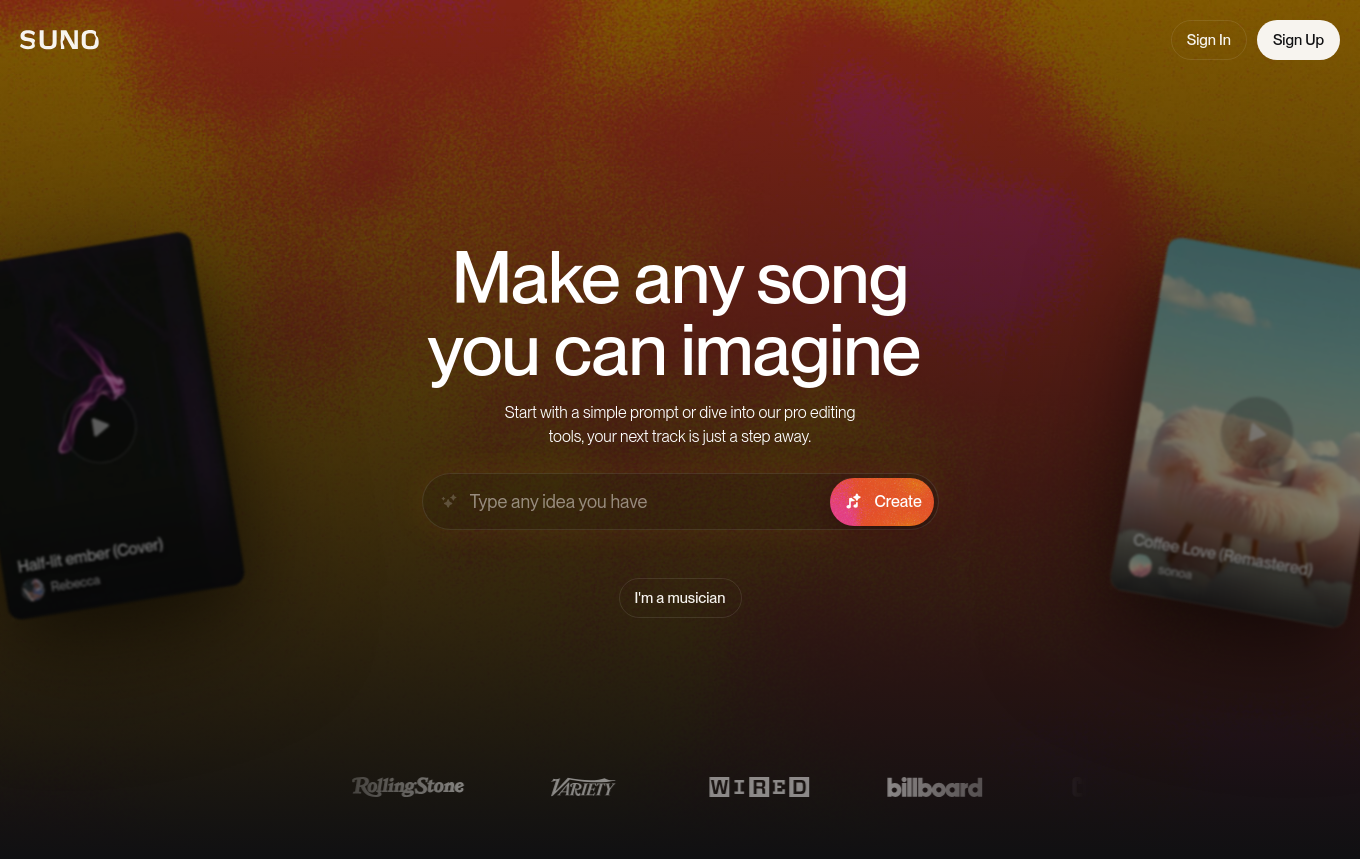 SUNO
Sign In
Sign Up
Make any song
you can imagine
Start with a simple prompt or dive into our pro editing
tools, your next track is just a step away.
Type any idea you have
Create
Half-lit ember (Cover)
Rebecca
Coffee Love (Remastered)
sonoa
I'm a musician
RollingStone
VARIETY
WIRED
billboard